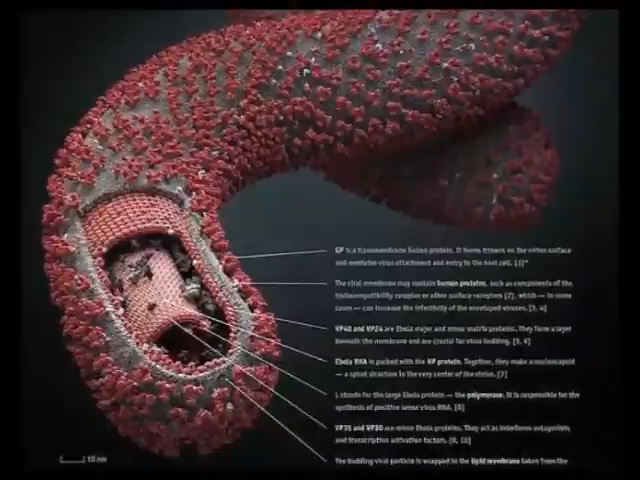 GP is a transmembrane fusion protein. It forms trimers on the virion surface
and mediates virus attachment and entry to the host cell. [1]
The viral membrane may contain human proteins, such as components of the
histocompatibility complex or other surface receptors [2], which — in some
cases — can increase the infectivity of the enveloped viruses. [3, 4]
VP40 and VP24 are Ebola major and minor matrix proteins. They form a layer
beneath the membrane and are crucial for virus budding. [5, 6]
Ebola RNA is packed with the NP protein. Together, they make a nucleocapsid
— a spiral structure in the very center of the virion. [7]
L stands for the large Ebola protein — the polymerase. It is responsible for the
synthesis of positive sense virus RNA. [8]
VP35 and VP30 are minor Ebola proteins. They act as interferon antagonists
and transcription activation factors. [9, 10]
The budding viral particle is wrapped in the lipid membrane taken from the
10 nm